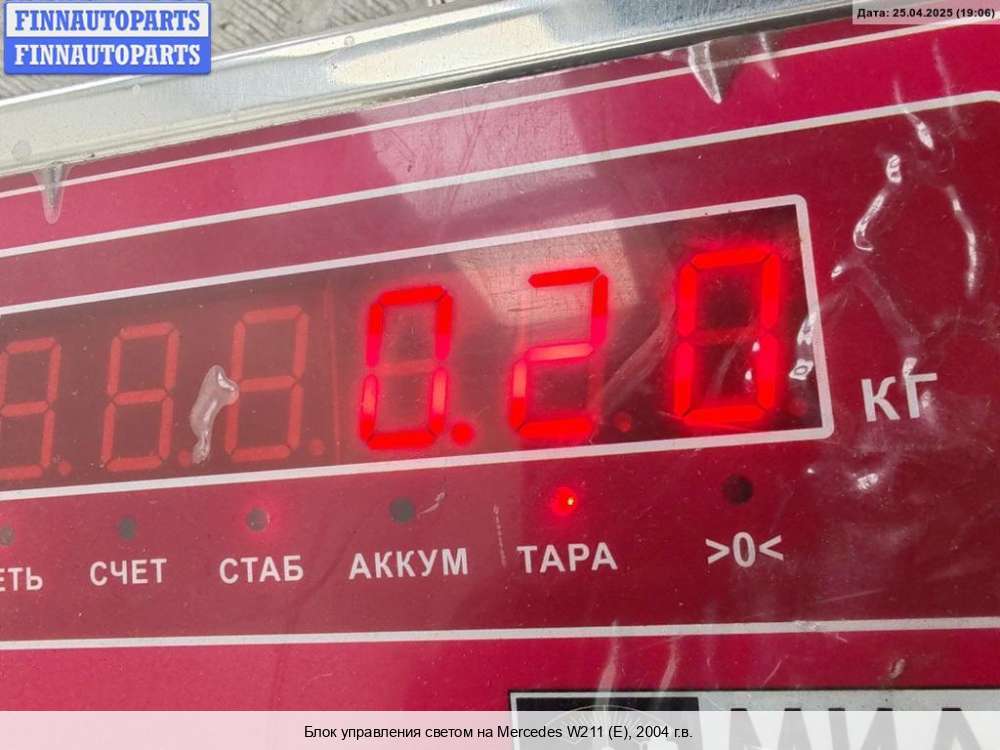 FINNAUTOPARTS
FINNAUTOPARTS
Дата: 25.04.2025 (19:06)
0.20
КГ
СЧЕТ СТАБ АККУМ ТАРА >0<
Блок управления светом на Mercedes W211 (E), 2004 г.в.